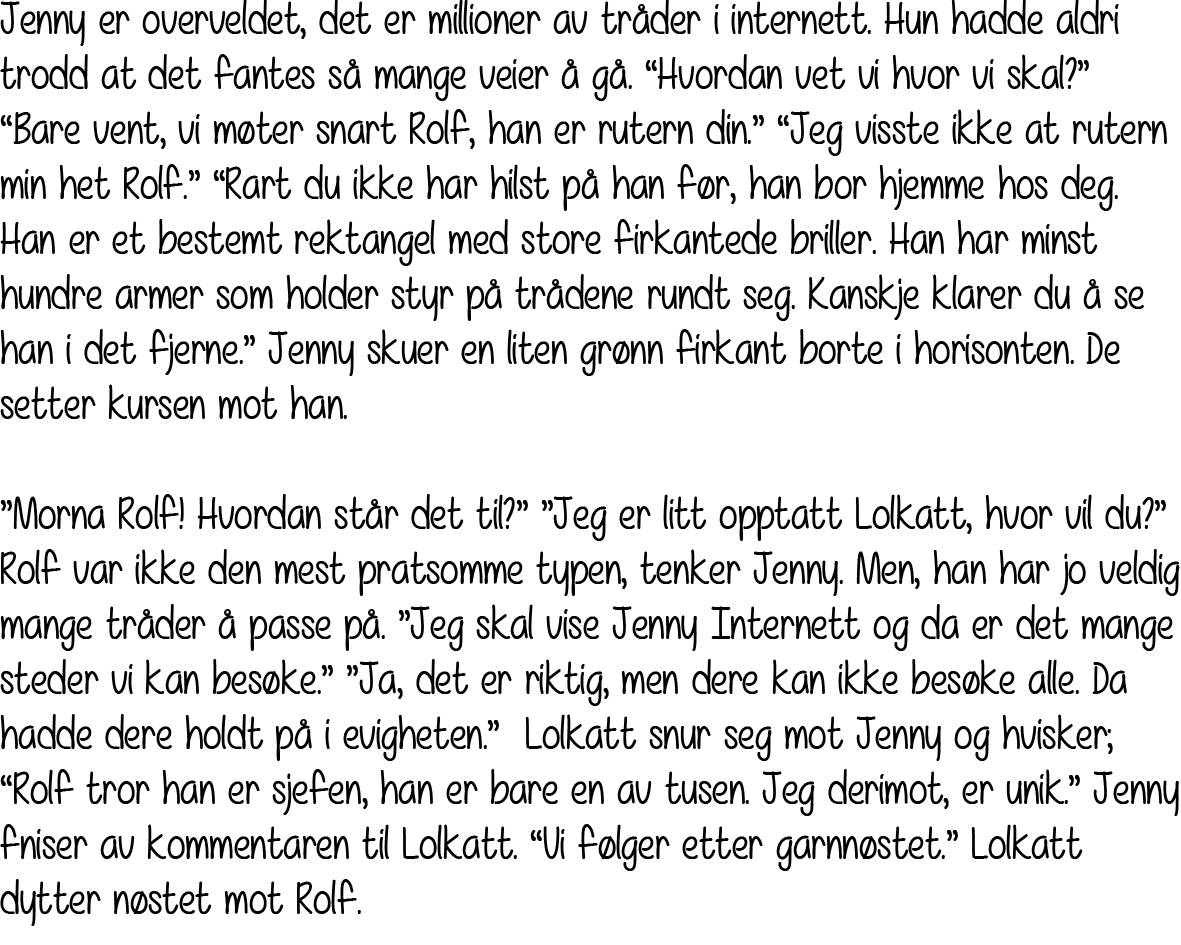 Jenny er overveldet, det er millioner av tråder i internett. Hun hadde aldri
trodd at det fantes så mange veier å gå. “Hvordan vet vi hvor vi skal?”
“Bare vent, vi møter snart Rolf, han er rutern din.” “Jeg visste ikke at rutern
min het Rolf.” “Rart du ikke har hilst på han før, han bor hjemme hos deg.
Han er et bestemt rektangel med store firkantede briller. Han har minst
hundre armer som holder styr på trådene rundt seg. Kanskje klarer du å se
han i det fjerne.” Jenny skuer en liten grønn firkant borte i horisonten. De
setter kursen mot han.

”Morna Rolf! Hvordan står det til?” ”Jeg er litt opptatt Lolkatt, hvor vil du?”
Rolf var ikke den mest pratsomme typen, tenker Jenny. Men, han har jo veldig
mange tråder å passe på. ”Jeg skal vise Jenny Internett og da er det mange
steder vi kan besøke.” ”Ja, det er riktig, men dere kan ikke besøke alle. Da
hadde dere holdt på i evigheten.”  Lolkatt snur seg mot Jenny og hvisker;
“Rolf tror han er sjefen, han er bare en av tusen. Jeg derimot, er unik.” Jenny
fniser av kommentaren til Lolkatt. “Vi følger etter garnnøstet.” Lolkatt
dytter nøstet mot Rolf.